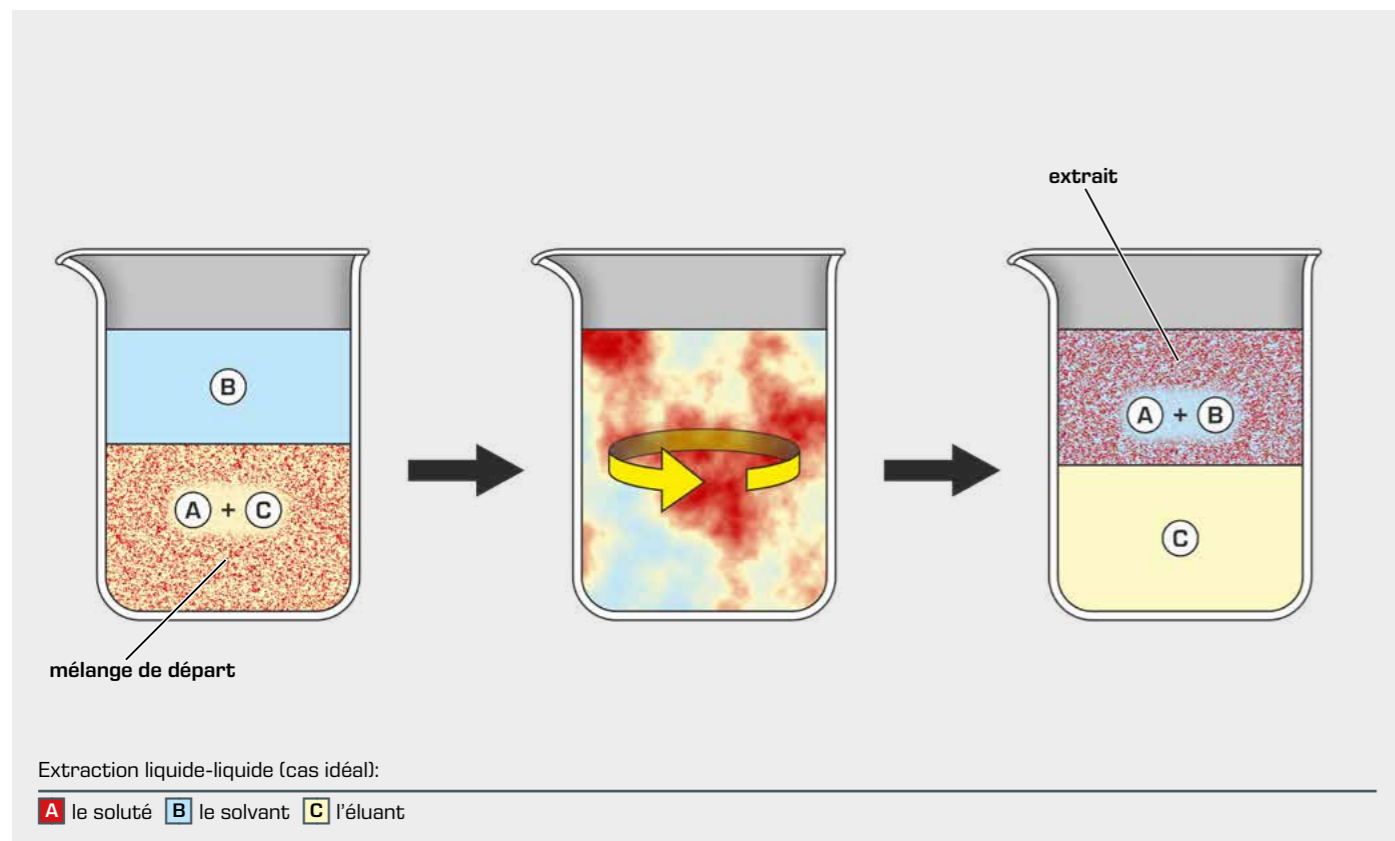 extrait
B
A + B
A + C
C
mélange de départ
Extraction liquide-liquide (cas idéal):
A le soluté B le solvant C l'éluant